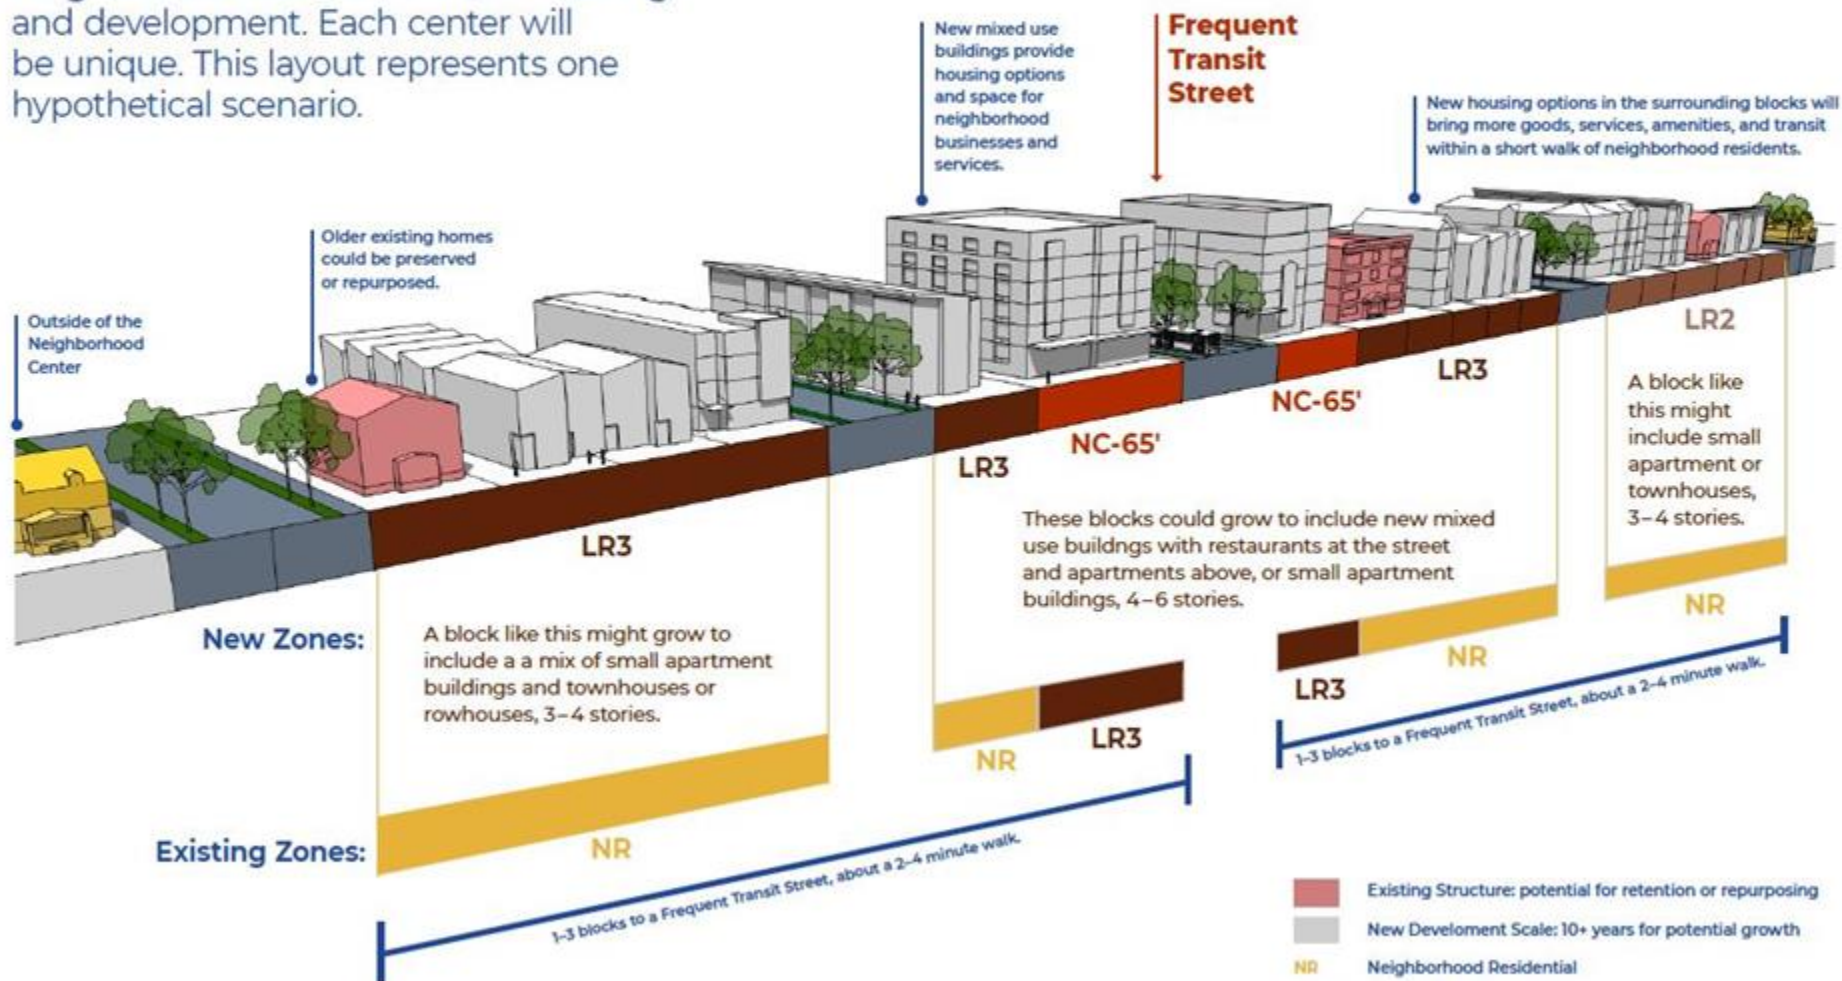 and development. Each center will
be unique. This layout represents one
hypothetical scenario.
New mixed use
buildings provide
housing options
and space for
neighborhood
businesses and
services.
Frequent
Transit
Street
New housing options in the surrounding blocks will
bring more goods, services, amenities, and transit
within a short walk of neighborhood residents.
Older existing homes
could be preserved
or repurposed.
Outside of the
Neighborhood
Center
LR2
LR3
NC-65'
NC-65'
LR3
LR3
A block like
this might
include small
apartment or
townhouses,
3–4 stories.
These blocks could grow to include new mixed
use buildngs with restaurants at the street
and apartments above, or small apartment
buildings, 4–6 stories.
New Zones:
A block like this might grow to
include a a mix of small apartment
buildings and townhouses or
rowhouses, 3–4 stories.
NR
NR
LR3
LR3
NR
1–3 blocks to a Frequent Transit Street, about a 2–4 minute walk.
Existing Zones:
NR
1–3 blocks to a Frequent Transit Street, about a 2–4 minute walk.
Existing Structure: potential for retention or repurposing
New Develoment Scale: 10+ years for potential growth
NR Neighborhood Residential